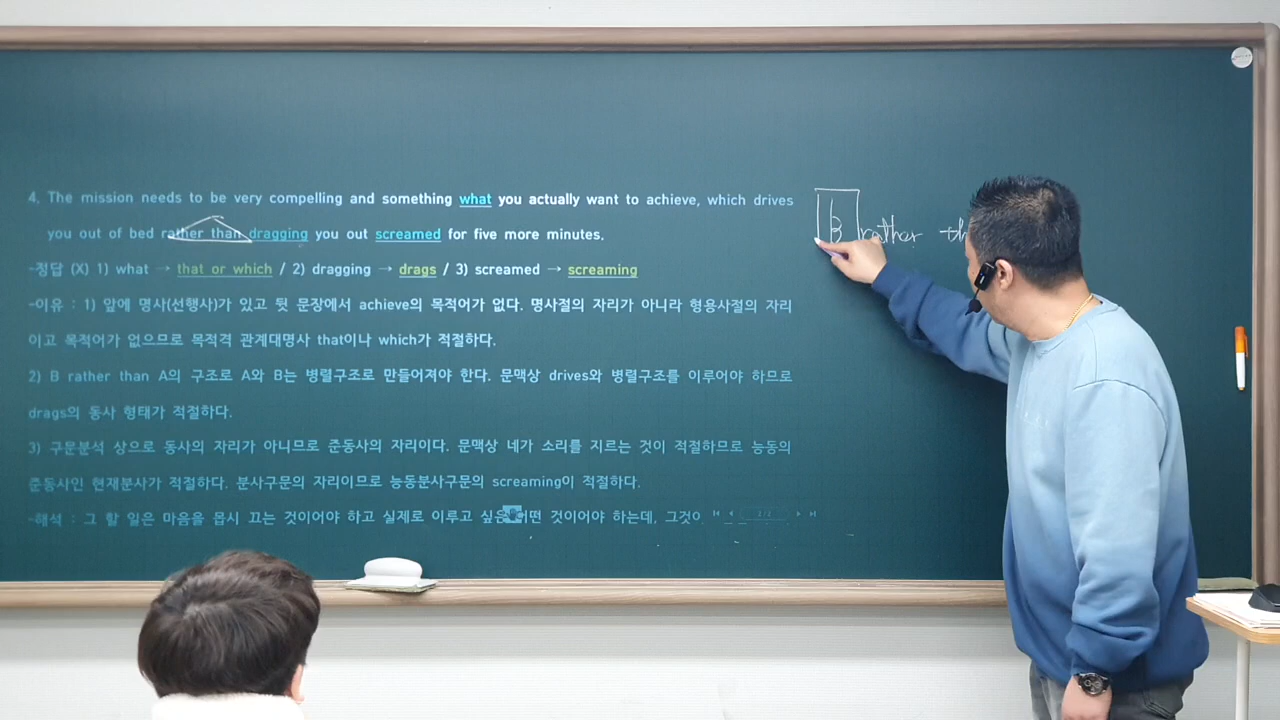 4. The mission needs to be very compelling and something what you actually want to achieve, which drives
you out of bed rather than dragging you out screamed for five more minutes.
-정답 (X) 1) what → that or which / 2) dragging → drags / 3) screamed → screaming
-이유 : 1) 앞에 명사(선행사)가 있고 뒷 문장에서 achieve의 목적어가 없다. 명사절의 자리가 아니라 형용사절의 자리
이고 목적어가 없으므로 목적격 관계대명사 that이나 which가 적절하다.
2) B rather than A의 구조로 A와 B는 병렬구조로 만들어져야 한다. 문맥상 drives와 병렬구조를 이루어야 하므로
drags의 동사 형태가 적절하다.
3) 구문분석 상으로 동사의 자리가 아니므로 준동사의 자리이다. 문맥상 네가 소리를 지르는 것이 적절하므로 능동의
준동사인 현재분사가 적절하다. 분사구문의 자리이므로 능동분사구문의 screaming이 적절하다.
-해석 : 그 할 일은 마음을 몹시 끄는 것이어야 하고 실제로 이루고 싶은 어떤 것이어야 하는데, 그것이
B rather th